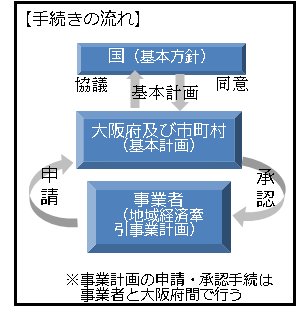 【手続きの流れ】
国（基本方針）
協議
同意
基本計画
大阪府及び市町村
（基本計画）
申請
承認
事業者
（地域経済牽
引事業計画）
※事業計画の申請・承認手続は
事業者と大阪府間で行う